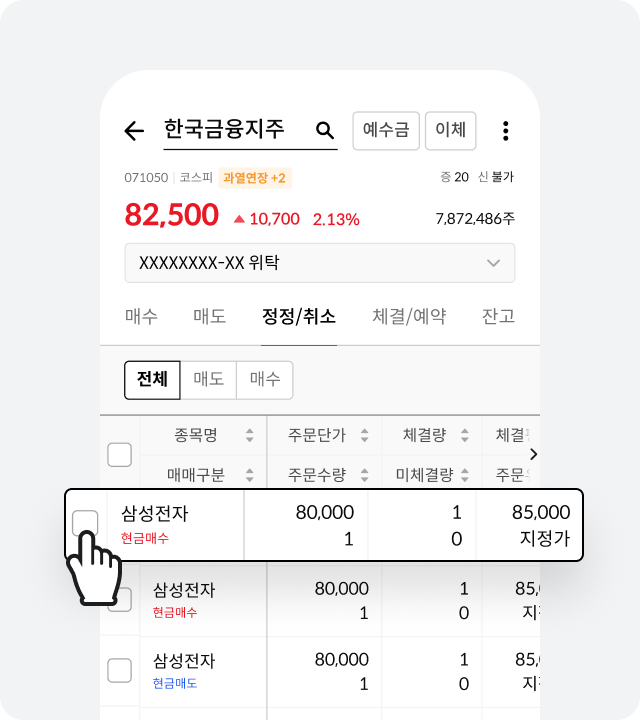 한국금융지주 예수금 이체
071050 코스피 과열연장 +2 증 20 신 불가
82,500 ▲ 10,700 2.13% 7,872,486주
XXXXXXXX-XX 위탁
매수 매도 정정/취소 체결/예약 잔고
전체 매도 매수
종목명 주문단가 체결량 체결
매매구분 주문수량 미체결량 주문
삼성전자 80,000 1 85,000
현금매수 1 0 지정가
삼성전자 80,000 1 85,
현금매수 1 0 지
삼성전자 80,000 1 85,
현금매도 1 0 지